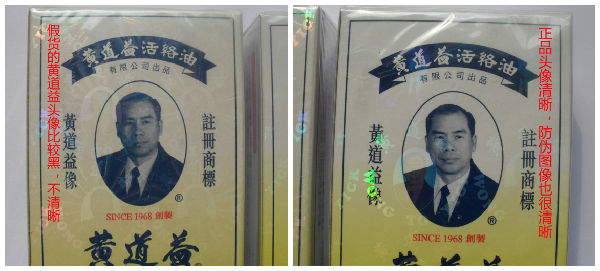 假货的黄道益头像比较黑，不清晰
黃道益活絡油
有限公司出品
黃道益像
註冊商標
®
SINCE 1968 創製
黃道益
正品头像清晰，防伪图像也很清晰
黃道益活絡油
有限公司出品
黃道益像
註冊商標
®
SINCE 1968 創製
黃道益